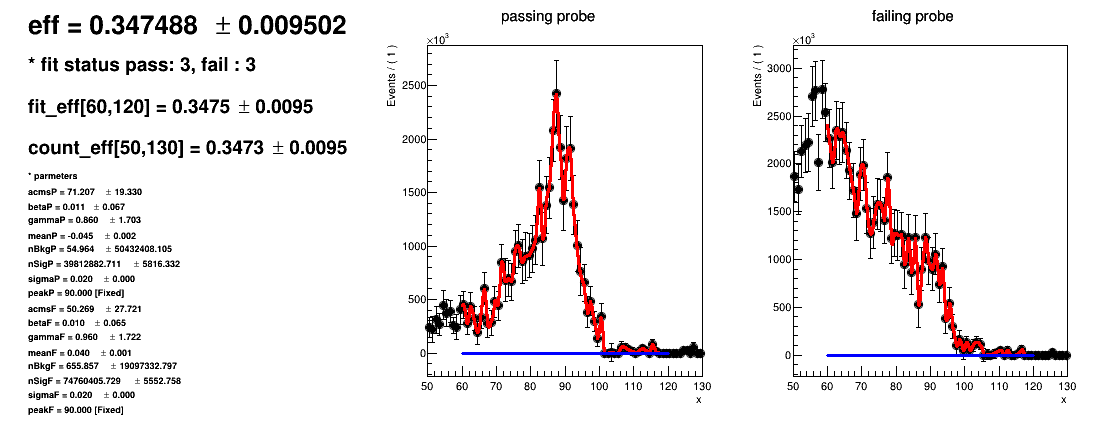 eff = 0.347488 ± 0.009502
* fit status pass: 3, fail : 3
fit_eff[60,120] = 0.3475 ± 0.0095
count_eff[50,130] = 0.3473 ± 0.0095
* parmeters
acmsP = 71.207 ± 19.330
betaP = 0.011 ± 0.067
gammaP = 0.860 ± 1.703
meanP = -0.045 ± 0.002
nBkgP = 54.964 ± 50432408.105
nSigP = 39812882.711 ± 5816.332
sigmaP = 0.020 ± 0.000
peakP = 90.000 [Fixed]
acmsF = 50.269 ± 27.721
betaF = 0.010 ± 0.065
gammaF = 0.960 ± 1.722
meanF = 0.040 ± 0.001
nBkgF = 655.857 ± 19097332.797
nSigF = 74760405.729 ± 5552.758
sigmaF = 0.020 ± 0.000
peakF = 90.000 [Fixed]
passing probe
×10³
Events / ( 1 )
2500
2000
1500
1000
500
0
50 60 70 80 90 100 110 120 130
x
failing probe
×10³
Events / ( 1 )
3000
2500
2000
1500
1000
500
0
50 60 70 80 90 100 110 120 130
x